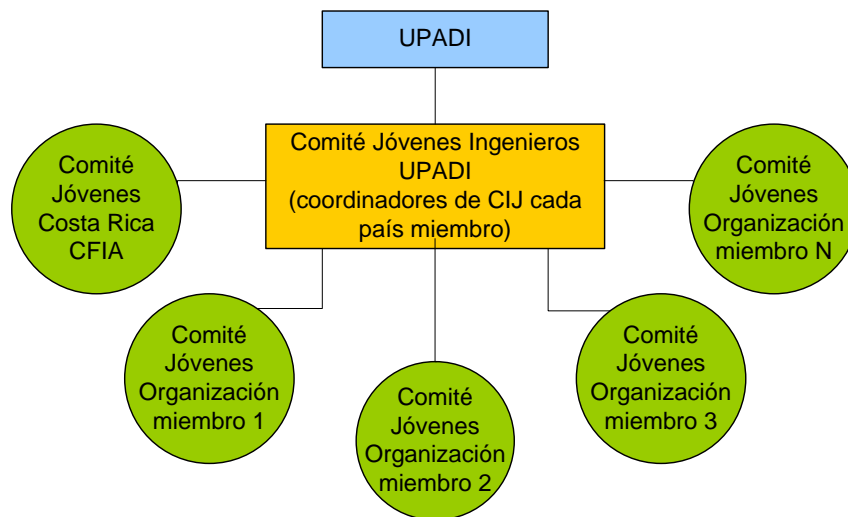 UPADI
Comité Jóvenes Ingenieros
UPADI
(coordinadores de CIJ cada
país miembro)
Comité
Jóvenes
Costa Rica
CFIA
Comité
Jóvenes
Organización
miembro N
Comité
Jóvenes
Organización
miembro 1
Comité
Jóvenes
Organización
miembro 2
Comité
Jóvenes
Organización
miembro 3